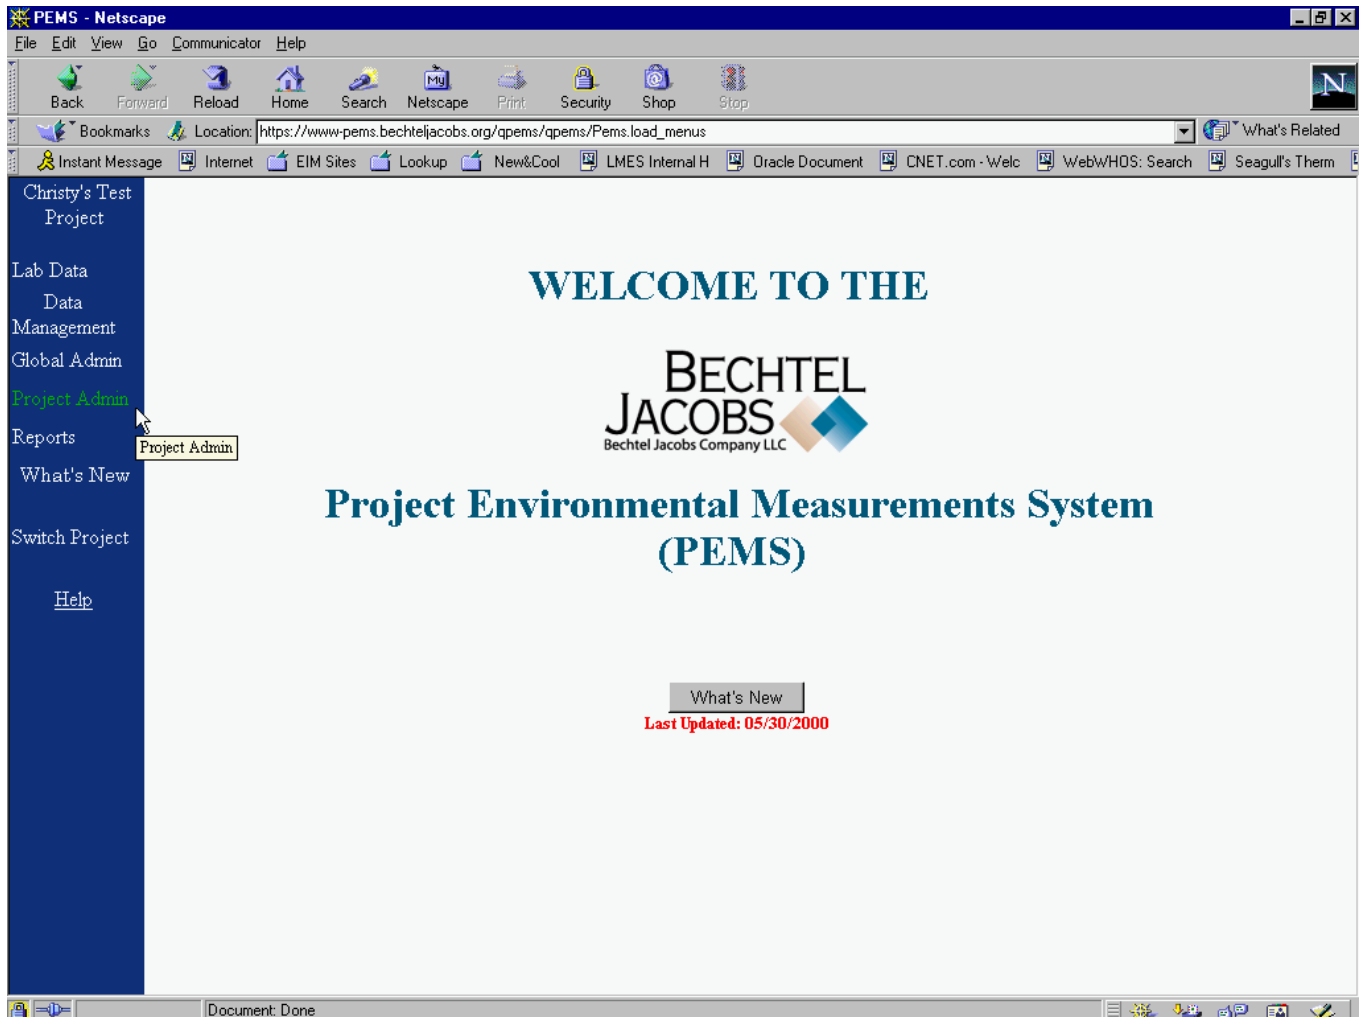 PEMS - Netscape
File Edit View Go Communicator Help
Back Forward Reload Home Search Netscape Print Security Shop Stop
My
N
Bookmarks Location: https://www-pems.bechteljacobs.org/qpems/qpems/Pems.load_menus What's Related
Instant Message Internet EIM Sites Lookup New&Cool LMES Internal H Oracle Document CNET.com - Welc WebWHOS: Search Seagull's Therm
Christy's Test
Project
Lab Data
Data
Management
Global Admin
Project Admin
Reports
Project Admin
What's New
Switch Project
Help
WELCOME TO THE
BECHTEL
JACOBS
Bechtel Jacobs Company LLC
Project Environmental Measurements System
(PEMS)
What's New
Last Updated: 05/30/2000
Document: Done